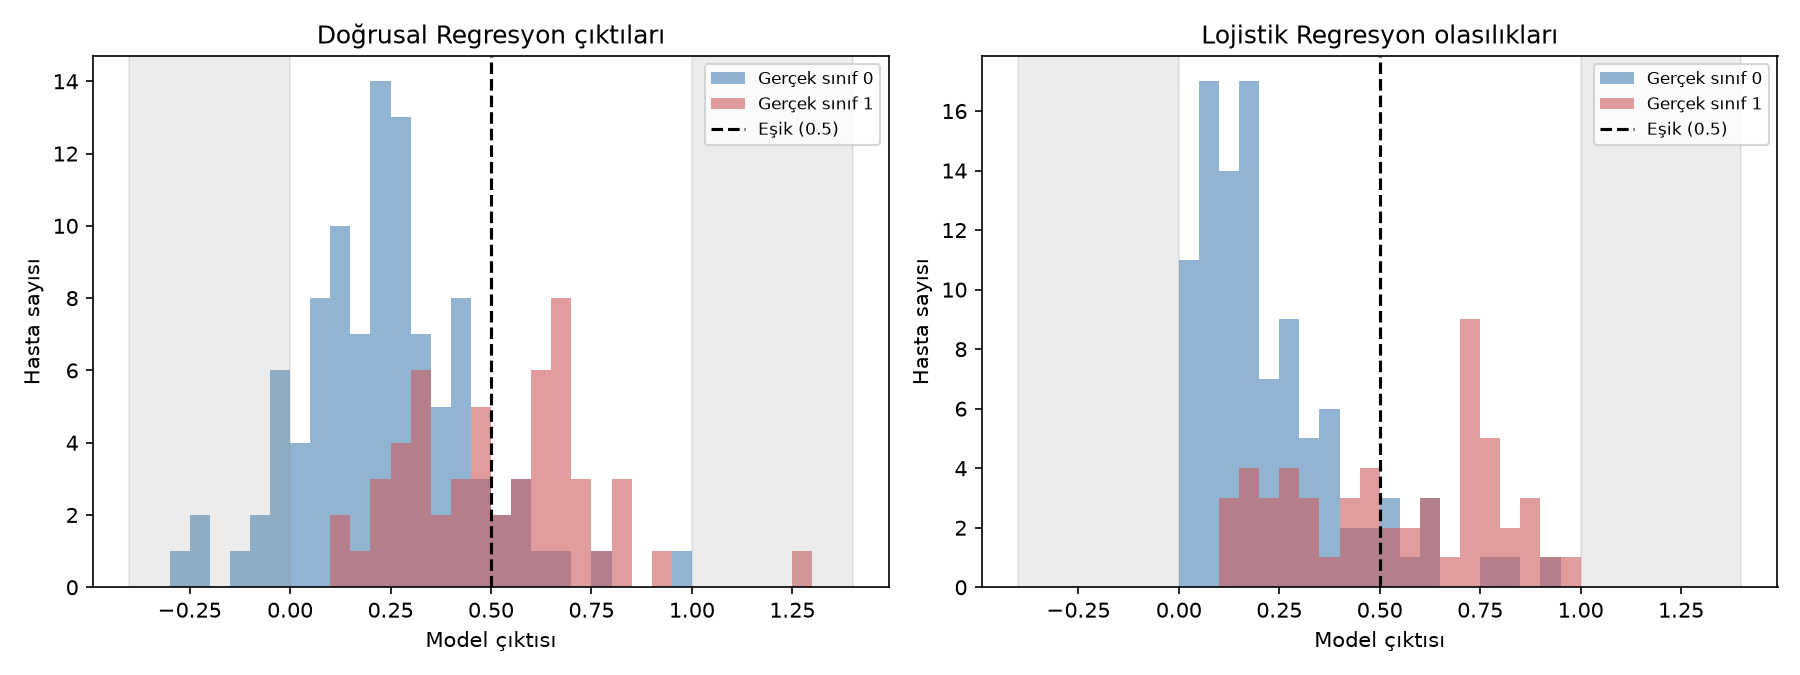 Doğrusal Regresyon çıktıları
Gerçek sınıf 0
Gerçek sınıf 1
Eşik (0.5)
Hasta sayısı
14
12
10
8
6
4
2
0
−0.25 0.00 0.25 0.50 0.75 1.00 1.25
Model çıktısı
Lojistik Regresyon olasılıkları
Gerçek sınıf 0
Gerçek sınıf 1
Eşik (0.5)
Hasta sayısı
16
14
12
10
8
6
4
2
0
−0.25 0.00 0.25 0.50 0.75 1.00 1.25
Model çıktısı